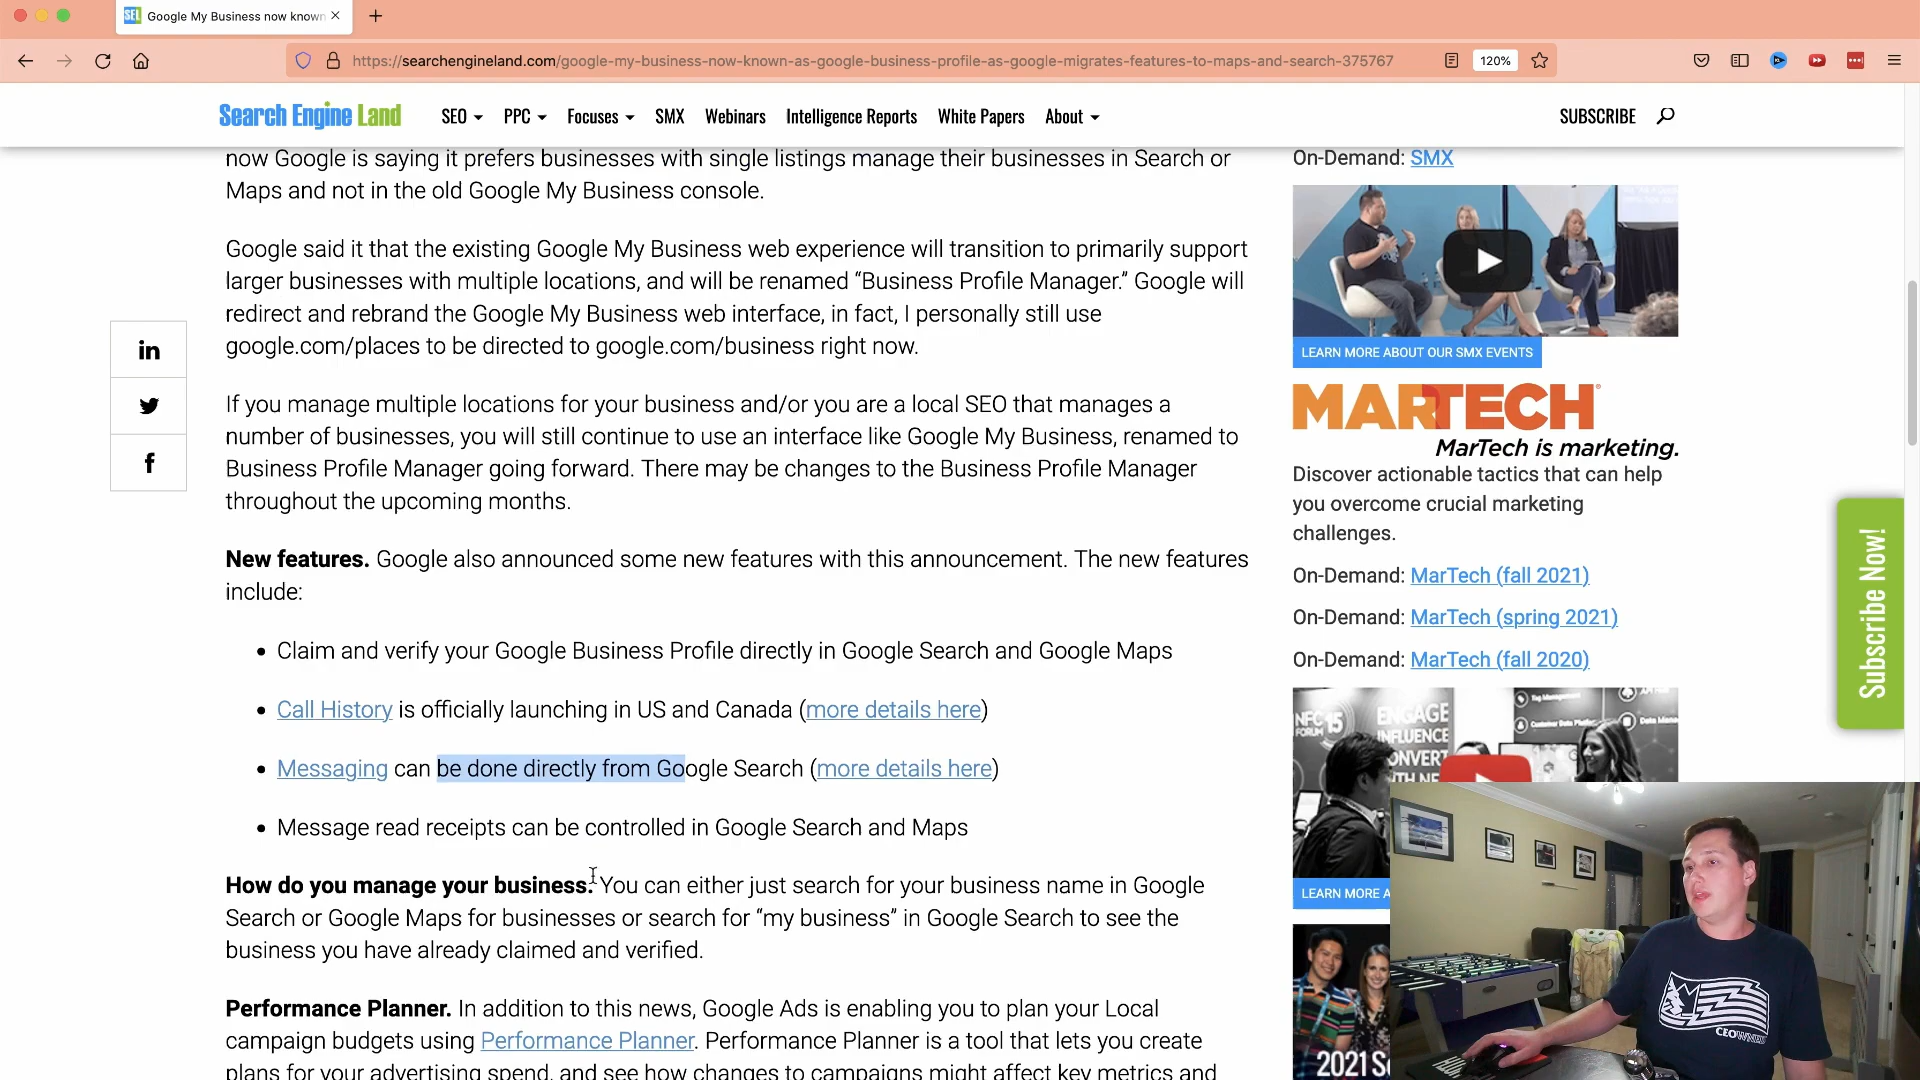 SEL Google My Business now known
https://searchengineland.com/google-my-business-now-known-as-google-business-profile-as-google-migrates-features-to-maps-and-search-375767
120%
Search Engine Land
SEO PPC Focuses SMX Webinars Intelligence Reports White Papers About
SUBSCRIBE
now Google is saying it prefers businesses with single listings manage their businesses in Search or
Maps and not in the old Google My Business console.
Google said it that the existing Google My Business web experience will transition to primarily support
larger businesses with multiple locations, and will be renamed “Business Profile Manager.” Google will
redirect and rebrand the Google My Business web interface, in fact, I personally still use
google.com/places to be directed to google.com/business right now.
If you manage multiple locations for your business and/or you are a local SEO that manages a
number of businesses, you will still continue to use an interface like Google My Business, renamed to
Business Profile Manager going forward. There may be changes to the Business Profile Manager
throughout the upcoming months.
New features. Google also announced some new features with this announcement. The new features
include:
• Claim and verify your Google Business Profile directly in Google Search and Google Maps
• Call History is officially launching in US and Canada (more details here)
• Messaging can be done directly from Google Search (more details here)
• Message read receipts can be controlled in Google Search and Maps
How do you manage your business. You can either just search for your business name in Google
Search or Google Maps for businesses or search for “my business” in Google Search to see the
business you have already claimed and verified.
Performance Planner. In addition to this news, Google Ads is enabling you to plan your Local
campaign budgets using Performance Planner. Performance Planner is a tool that lets you create
plans for your advertising spend, and see how changes to campaigns might affect key metrics and
in
f
On-Demand: SMX
LEARN MORE ABOUT OUR SMX EVENTS
MARTECH®
MarTech is marketing.
Discover actionable tactics that can help
you overcome crucial marketing
challenges.
On-Demand: MarTech (fall 2021)
On-Demand: MarTech (spring 2021)
On-Demand: MarTech (fall 2020)
NFC15
FORUM
ENGAGE
INFLUENCE
CONVERT
Tag Management
LEARN MORE A
2021 S
Subscribe Now!
CEOWNER